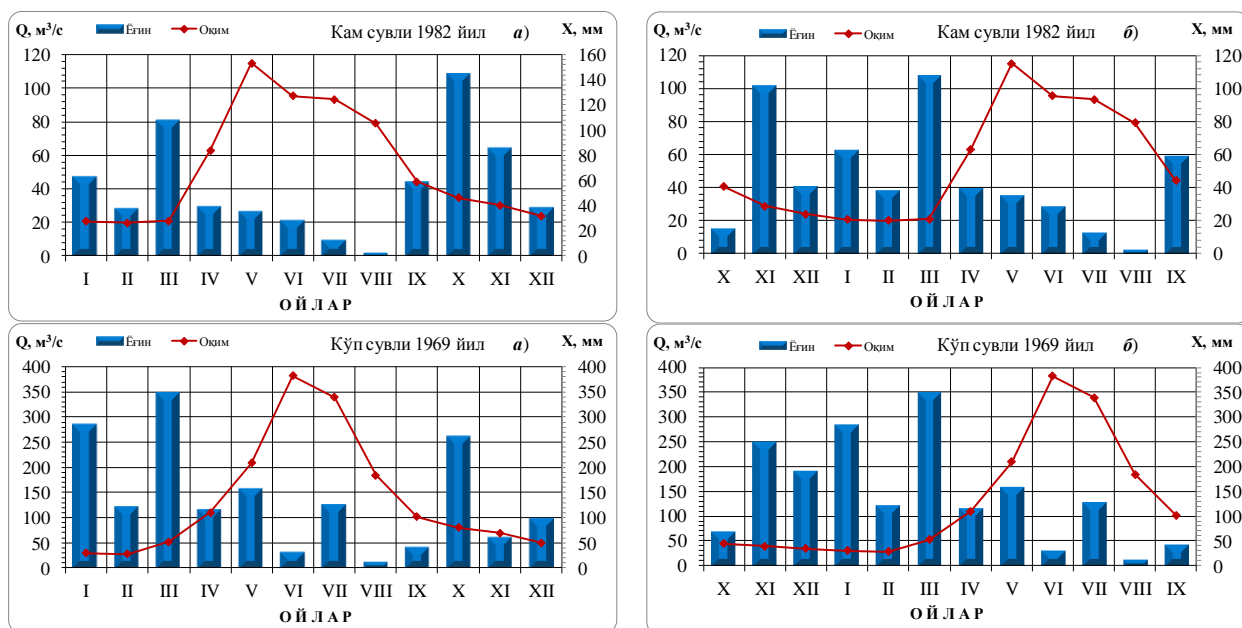 Q, м³/с Ёғин Оқим Кам сувли 1982 йил а) X, мм
120 100 80 60 40 20 0
160 140 120 100 80 60 40 20 0
I II III IV V VI VII VIII IX X XI XII
ОЙЛАР
Q, м³/с Ёғин Оқим Кам сувли 1982 йил б) X, мм
120 100 80 60 40 20 0
120 100 80 60 40 20 0
X XI XII I II III IV V VI VII VIII IX
ОЙЛАР
Q, м³/с Ёғин Оқим Кўп сувли 1969 йил а) X, мм
400 350 300 250 200 150 100 50 0
400 350 300 250 200 150 100 50 0
I II III IV V VI VII VIII IX X XI XII
ОЙЛАР
Q, м³/с Ёғин Оқим Кўп сувли 1969 йил б) X, мм
400 350 300 250 200 150 100 50 0
400 350 300 250 200 150 100 50 0
X XI XII I II III IV V VI VII VIII IX
ОЙЛАР